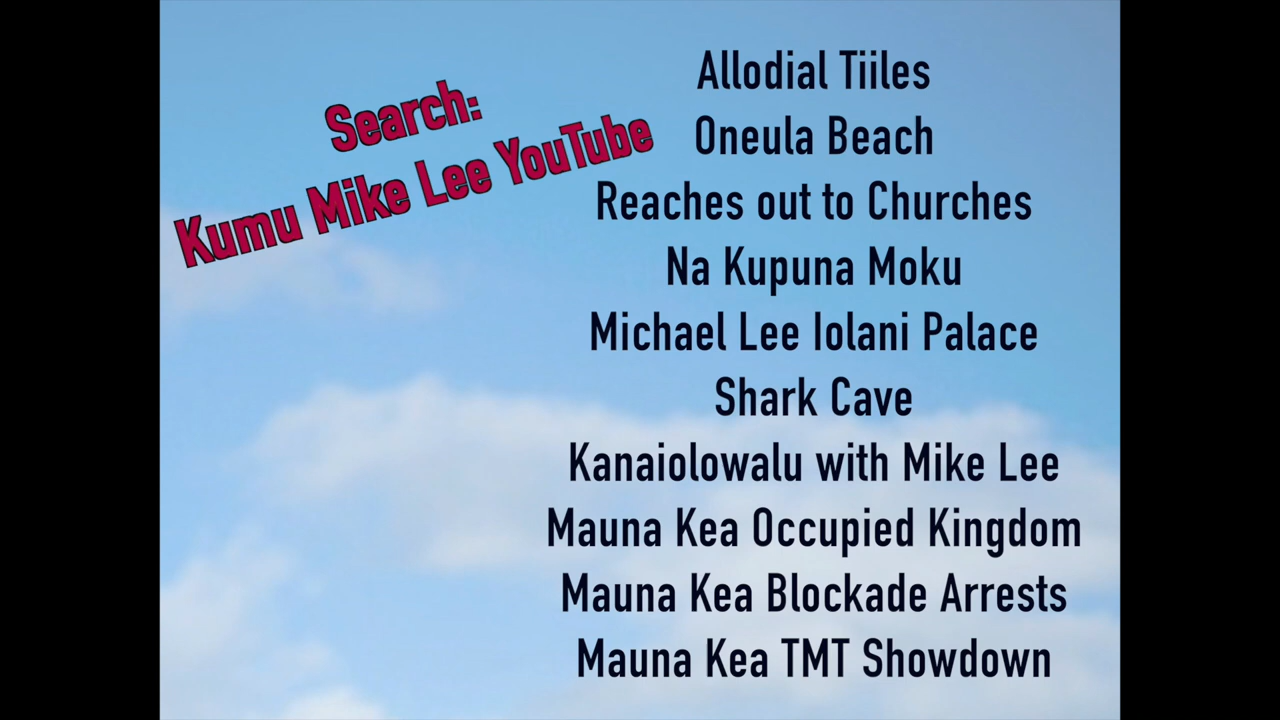 Search:
Kumu Mike Lee YouTube
Allodial Tiiles
Oneula Beach
Reaches out to Churches
Na Kupuna Moku
Michael Lee Iolani Palace
Shark Cave
Kanaiolowalu with Mike Lee
Mauna Kea Occupied Kingdom
Mauna Kea Blockade Arrests
Mauna Kea TMT Showdown